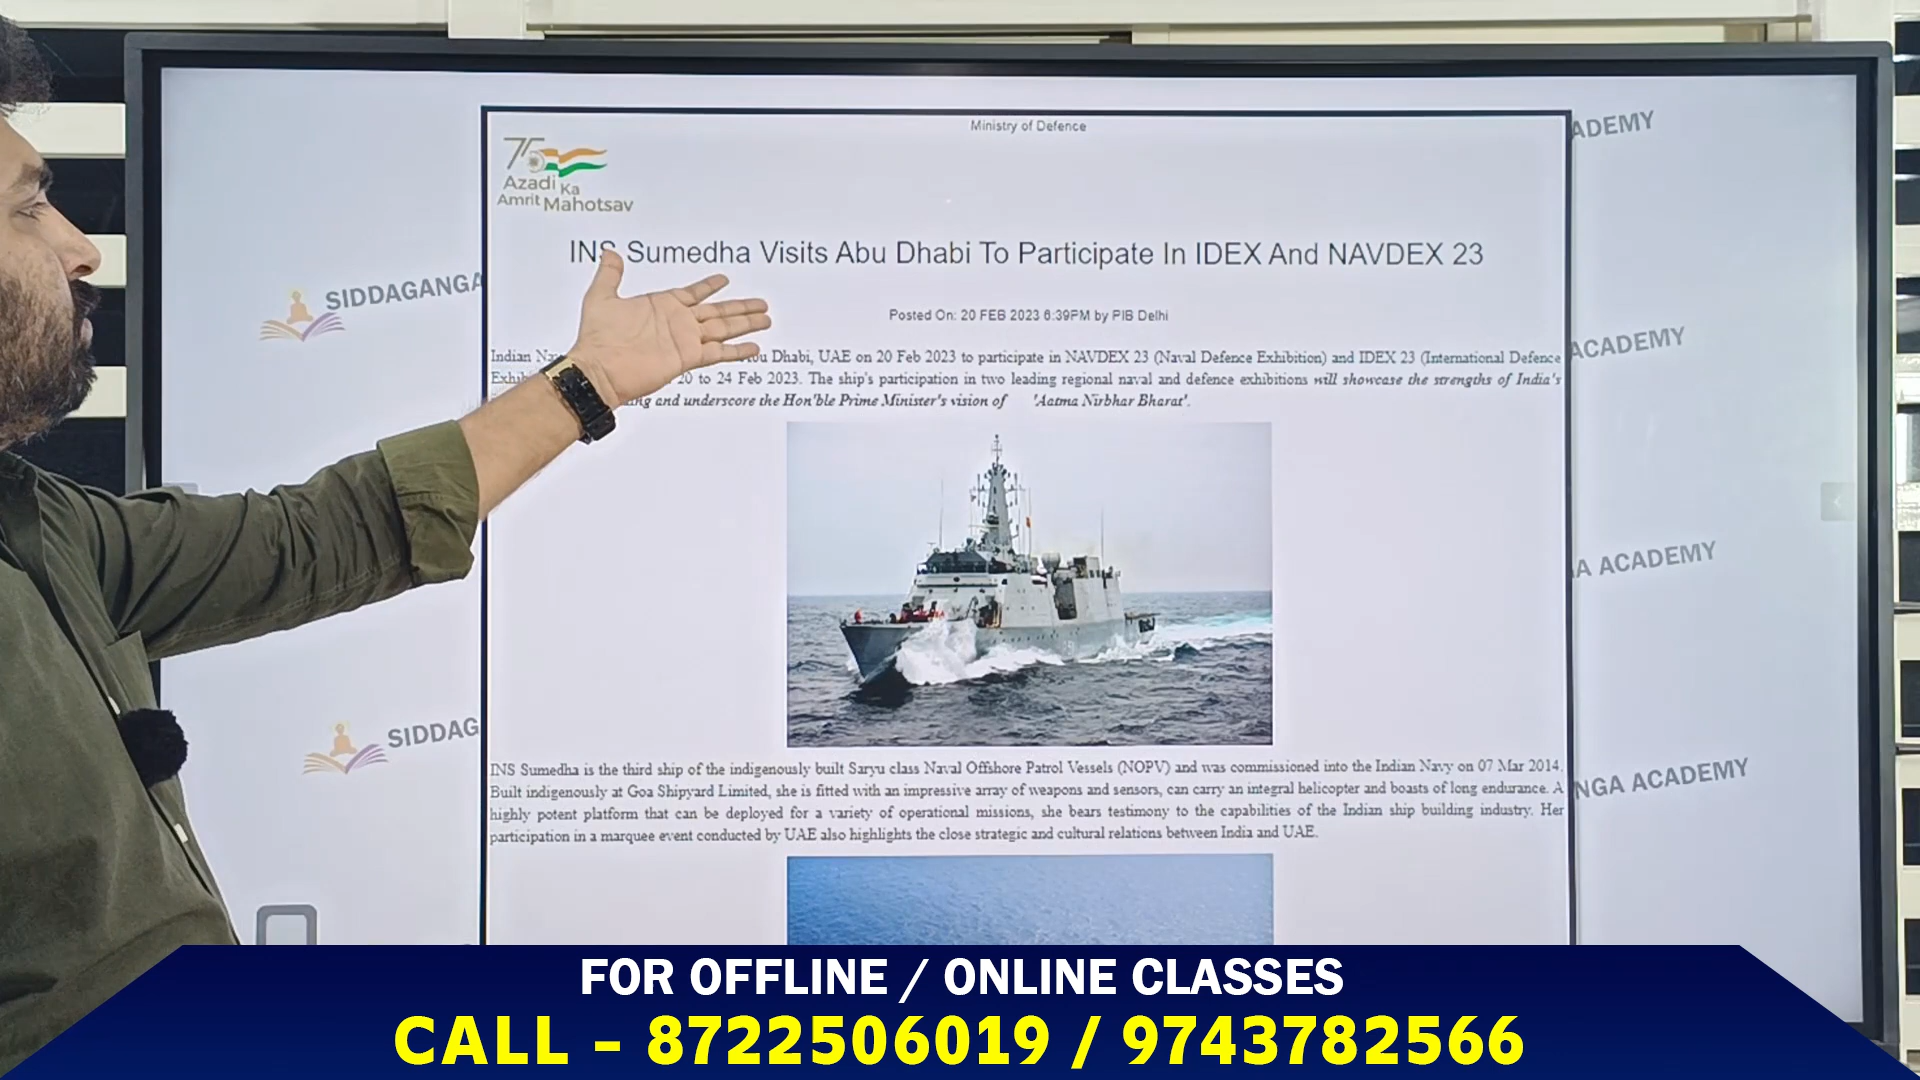 Ministry of Defence
ADEMY
75
Azadi Ka
Amrit Mahotsav
INS Sumedha Visits Abu Dhabi To Participate In IDEX And NAVDEX 23
SIDDAGANGA
Posted On: 20 FEB 2023 6:39PM by PIB Delhi
ACADEMY
Indian Dhabi, UAE on 20 Feb 2023 to participate in NAVDEX 23 (Naval Defence Exhibition) and IDEX 23 (International Defence
20 to 24 Feb 2023. The ship's participation in two leading regional naval and defence exhibitions will showcase the strengths of India's
and underscore the Hon'ble Prime Minister's vision of 'Aatma Nirbhar Bharat'.
A ACADEMY
SIDDAG
INS Sumedha is the third ship of the indigenously built Saryu class Naval Offshore Patrol Vessels (NOPV) and was commissioned into the Indian Navy on 07 Mar 2014.
Built indigenously at Goa Shipyard Limited, she is fitted with an impressive array of weapons and sensors, can carry an integral helicopter and boasts of long endurance. A
highly potent platform that can be deployed for a variety of operational missions, she bears testimony to the capabilities of the Indian ship building industry. Her
participation in a marquee event conducted by UAE also highlights the close strategic and cultural relations between India and UAE.
NGA ACADEMY
FOR OFFLINE / ONLINE CLASSES
CALL - 8722506019 / 9743782566